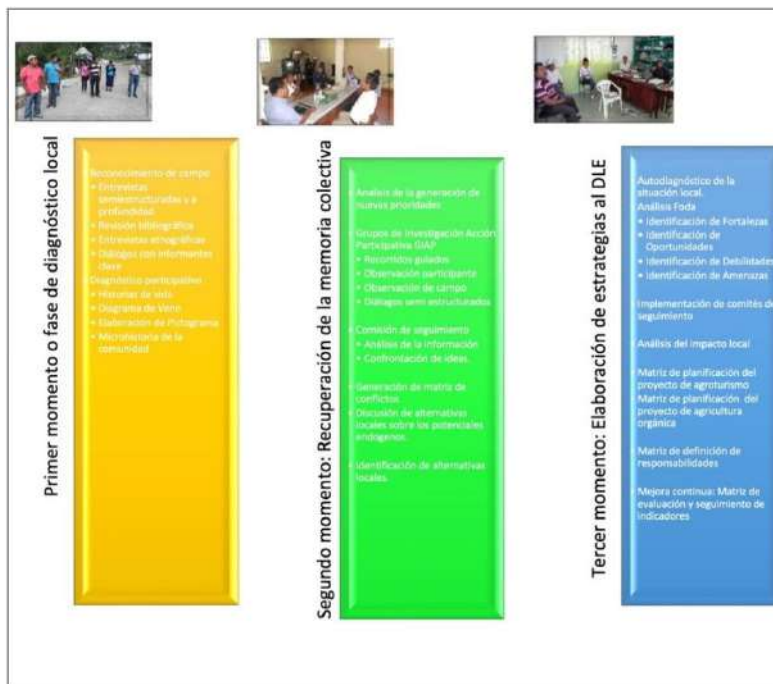 Primer momento o fase de diagnóstico local
Reconocimiento de campo
• Entrevistas
semiestructuradas y a
profundidad.
• Revisión bibliográfica
• Entrevistas etnográficas
• Diálogos con informantes
clave
Diagnóstico participativo
• Historias de vida
• Diagrama de Venn
• Elaboración de Pictograma
• Microhistoria de la
comunidad
Segundo momento: Recuperación de la memoria colectiva
• Analisis de la generación de
nuevas prioridades
• Grupos de Investigación Acción
Participativa GIAP
• Recorridos guiados
• Observación participante
• Observación de campo
• Diálogos semi estructurados
• Comisión de seguimiento
• Análisis de la información
• Confrontación de ideas.
• Generación de matriz de
conflictos
• Discusión de alternativas
locales sobre los potenciales
endógenos.
• Identificación de alternativas
locales.
Tercer momento: Elaboración de estrategias al DLE
• Autodiagnóstico de la
situación local.
• Análisis Foda
• Identificación de Fortalezas
• Identificación de
Oportunidades
• Identificación de Debilidades
• Identificación de Amenazas
• Implementación de comités de
seguimiento
• Análisis del impacto local
• Matriz de planificación del
proyecto de agroturismo
• Matriz de planificación del
proyecto de agricultura
orgánica
• Matriz de definición de
responsabilidades
• Mejora continua: Matriz de
evaluación y seguimiento de
indicadores